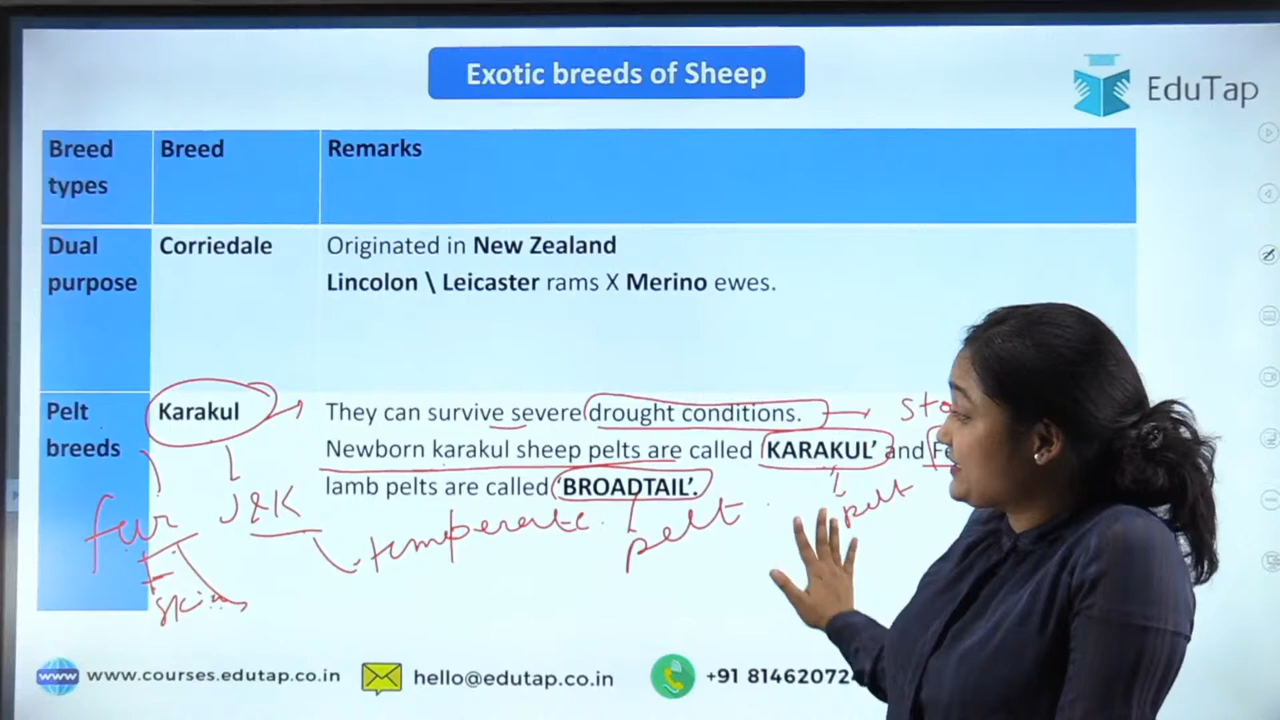 Exotic breeds of Sheep
EduTap
Breed types
Breed
Remarks
Dual purpose
Corriedale
Originated in New Zealand
Lincolon \ Leicaster rams X Merino ewes.
Pelt breeds
Karakul
They can survive severe drought conditions.
Newborn karakul sheep pelts are called KARAKUL’ and
lamb pelts are called ‘BROADTAIL’.
J&K
fur
+
skin
temperate
pelt
pelt
www
www.courses.edutap.co.in
hello@edutap.co.in
+91 81462072